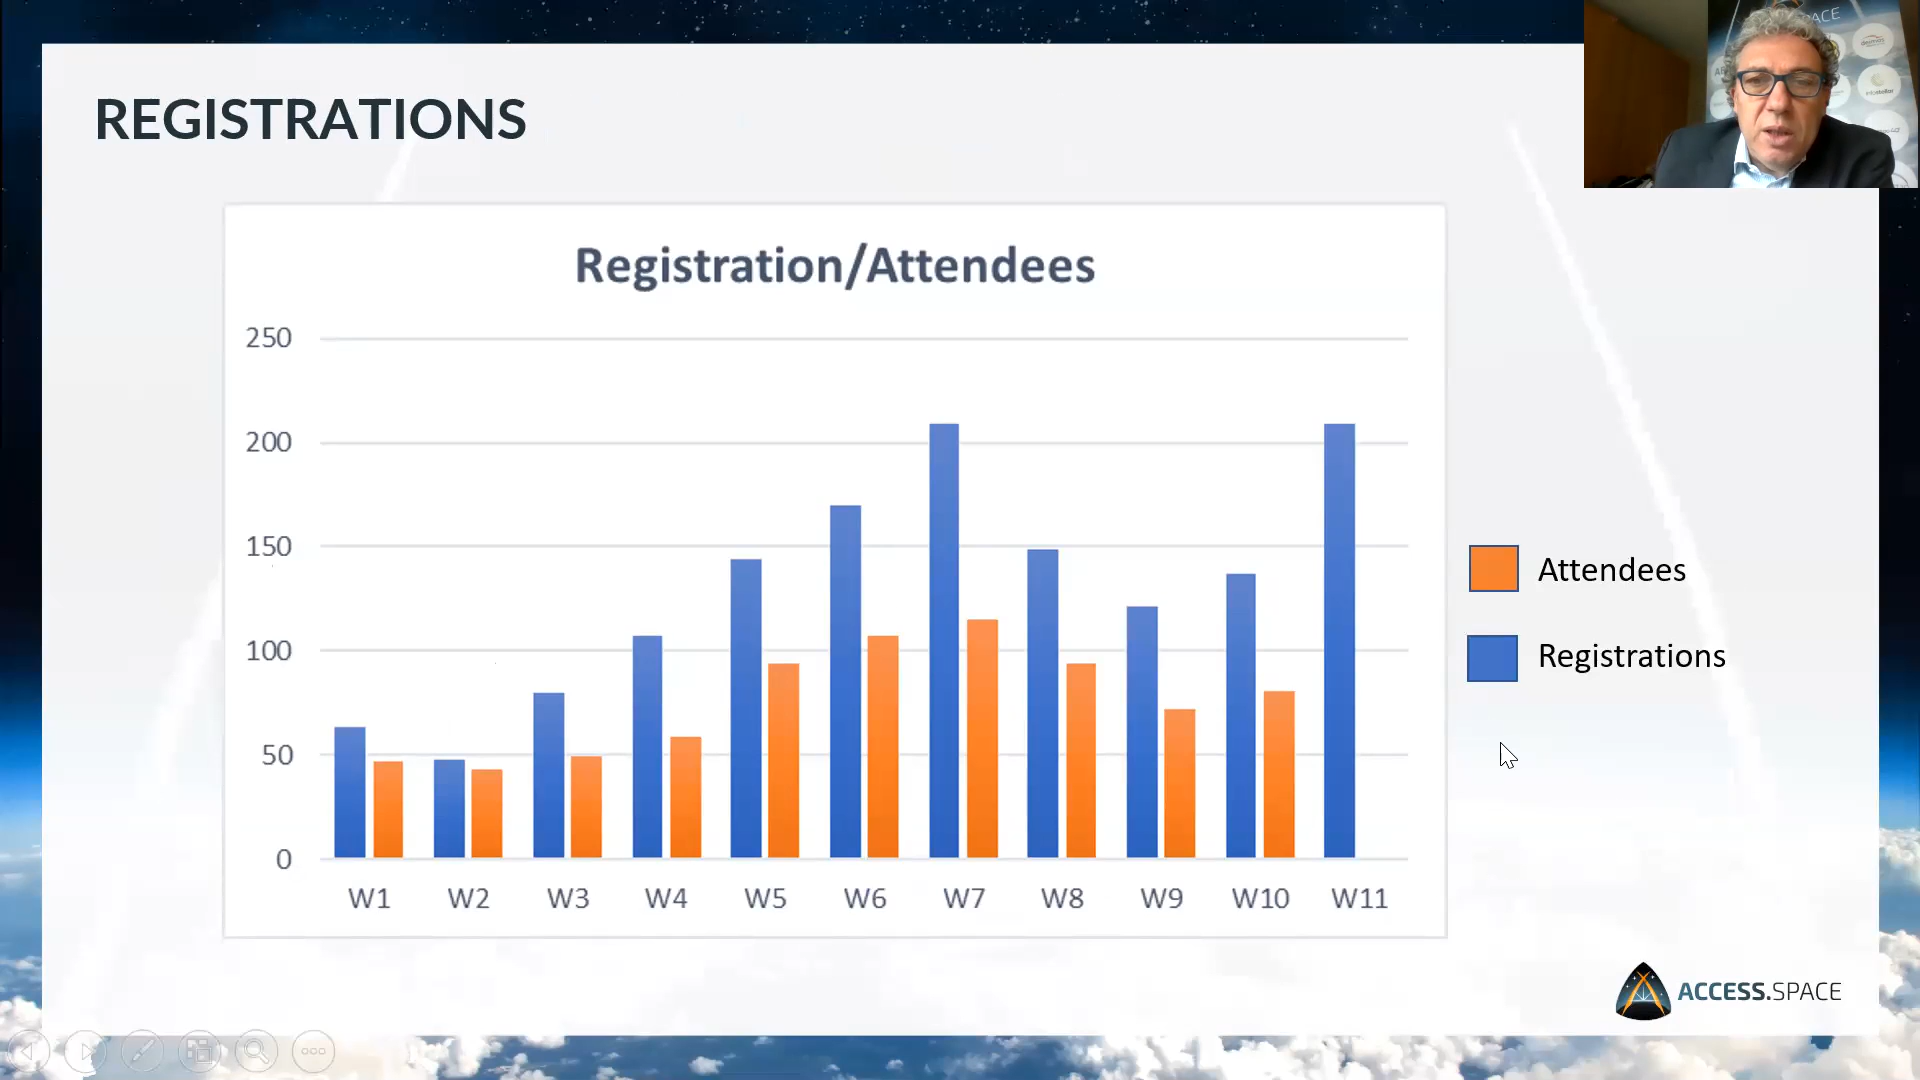 REGISTRATIONS
Registration/Attendees
250
200
150
100
50
0
W1 W2 W3 W4 W5 W6 W7 W8 W9 W10 W11
Attendees
Registrations
ACCESS.SPACE